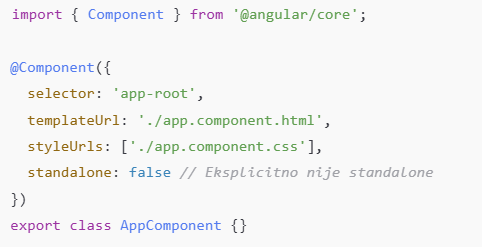 import { Component } from '@angular/core';
@Component({
selector: 'app-root',
templateUrl: './app.component.html',
styleUrls: ['./app.component.css'],
standalone: false // Eksplicitno nije standalone
})
export class AppComponent {}